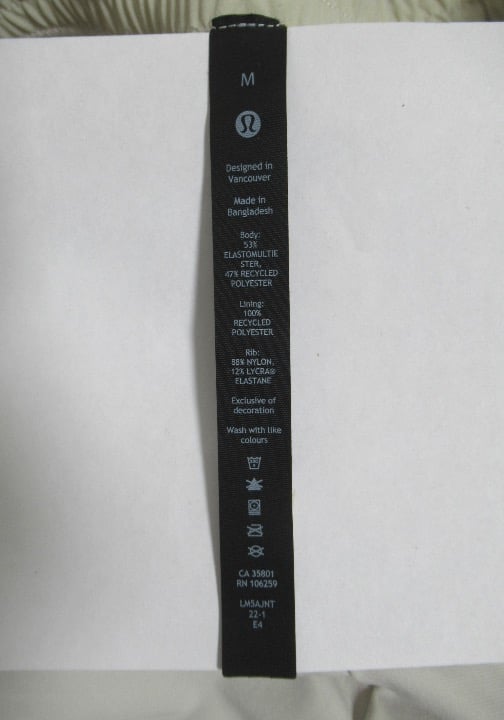 M
Designed in
Vancouver
Made in
Bangladesh
Body:
53%
ELASTOMULTIE
STER,
47% RECYCLED
POLYESTER
Lining:
100%
RECYCLED
POLYESTER
Rib:
88% NYLON,
12% LYCRA®
ELASTANE
Exclusive of
decoration
Wash with like
colours
CA 35801
RN 106259
LM5AJNT
22-1
E4